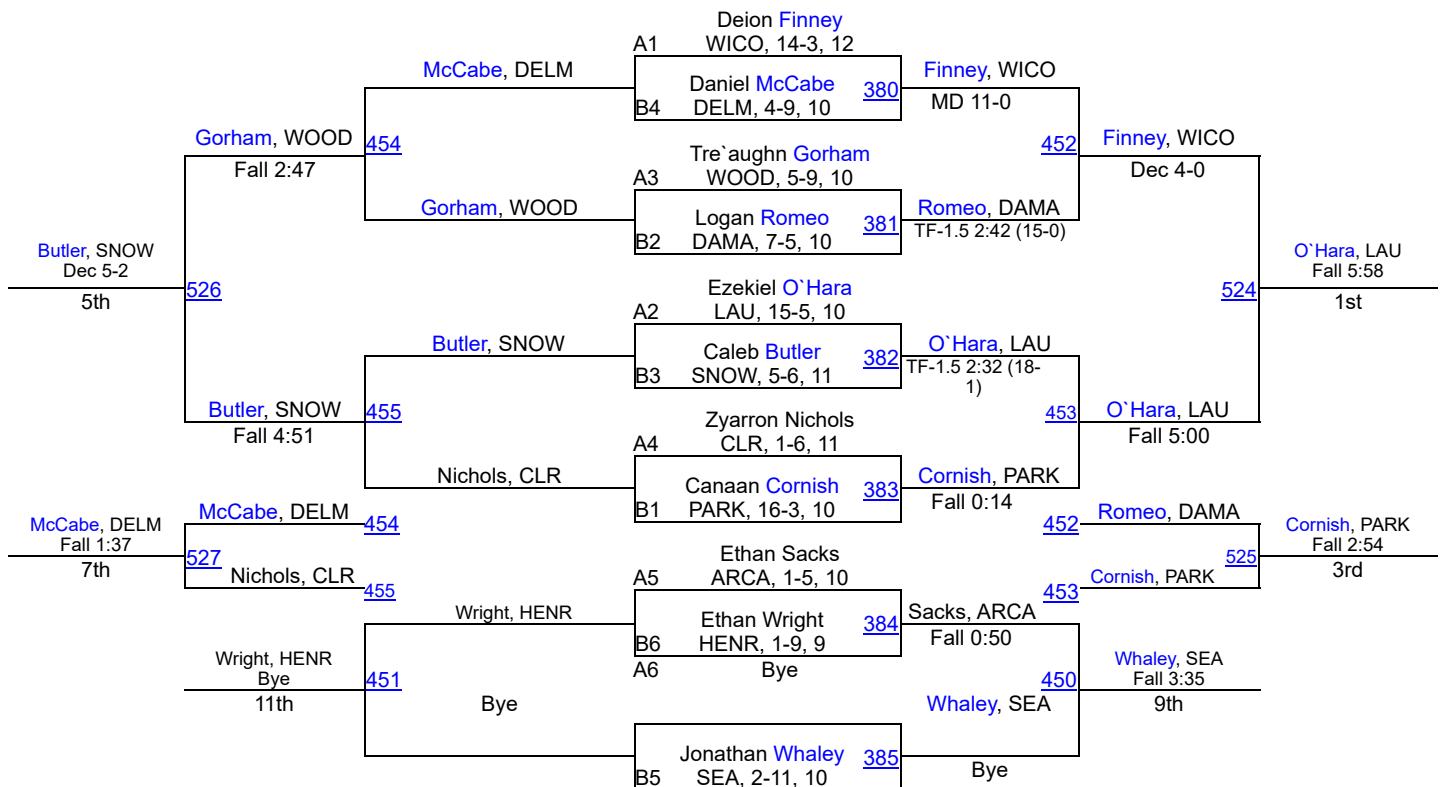 Deion Finney
A1 WICO, 14-3, 12
McCabe, DELM
Daniel McCabe
B4 DELM, 4-9, 10
380
Finney, WICO
MD 11-0
Gorham, WOOD
Fall 2:47
454
Tre`aughn Gorham
A3 WOOD, 5-9, 10
452
Finney, WICO
Dec 4-0
Gorham, WOOD
Logan Romeo
B2 DAMA, 7-5, 10
381
Romeo, DAMA
TF-1.5 2:42 (15-0)
Butler, SNOW
Dec 5-2
5th
526
Ezekiel O`Hara
A2 LAU, 15-5, 10
524
O`Hara, LAU
Fall 5:58
1st
Butler, SNOW
Caleb Butler
B3 SNOW, 5-6, 11
382
O`Hara, LAU
TF-1.5 2:32 (18-
1)
Butler, SNOW
Fall 4:51
455
Zyarron Nichols
A4 CLR, 1-6, 11
453
O`Hara, LAU
Fall 5:00
Nichols, CLR
Canaan Cornish
B1 PARK, 16-3, 10
383
Cornish, PARK
Fall 0:14
McCabe, DELM
Fall 1:37
7th
McCabe, DELM
454
527
Nichols, CLR
455
452
Romeo, DAMA
525
453
Cornish, PARK
Cornish, PARK
Fall 2:54
3rd
Ethan Sacks
A5 ARCA, 1-5, 10
Wright, HENR
Ethan Wright
B6 HENR, 1-9, 9
384
Sacks, ARCA
Fall 0:50
Wright, HENR
Bye
11th
451
A6 Bye
450
Whaley, SEA
Fall 3:35
9th
Bye
Whaley, SEA
Jonathan Whaley
B5 SEA, 2-11, 10
385
Bye